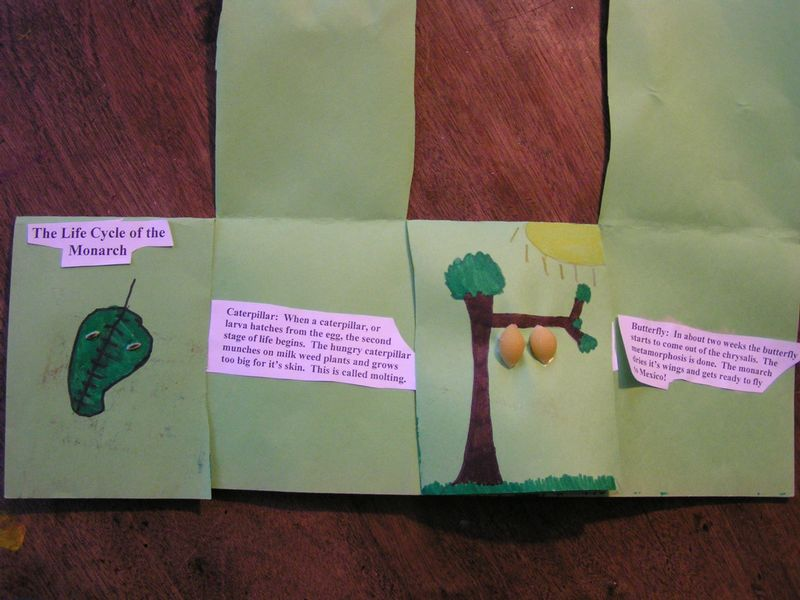 The Life Cycle of the
Monarch
Caterpillar: When a caterpillar, or
larva hatches from the egg, the second
stage of life begins. The hungry caterpillar
munches on milk weed plants and grows
too big for it's skin. This is called molting.
Butterfly: In about two weeks the butterfly
starts to come out of the chrysalis. The
metamorphosis is done. The monarch
dries it's wings and gets ready to fly
to Mexico!